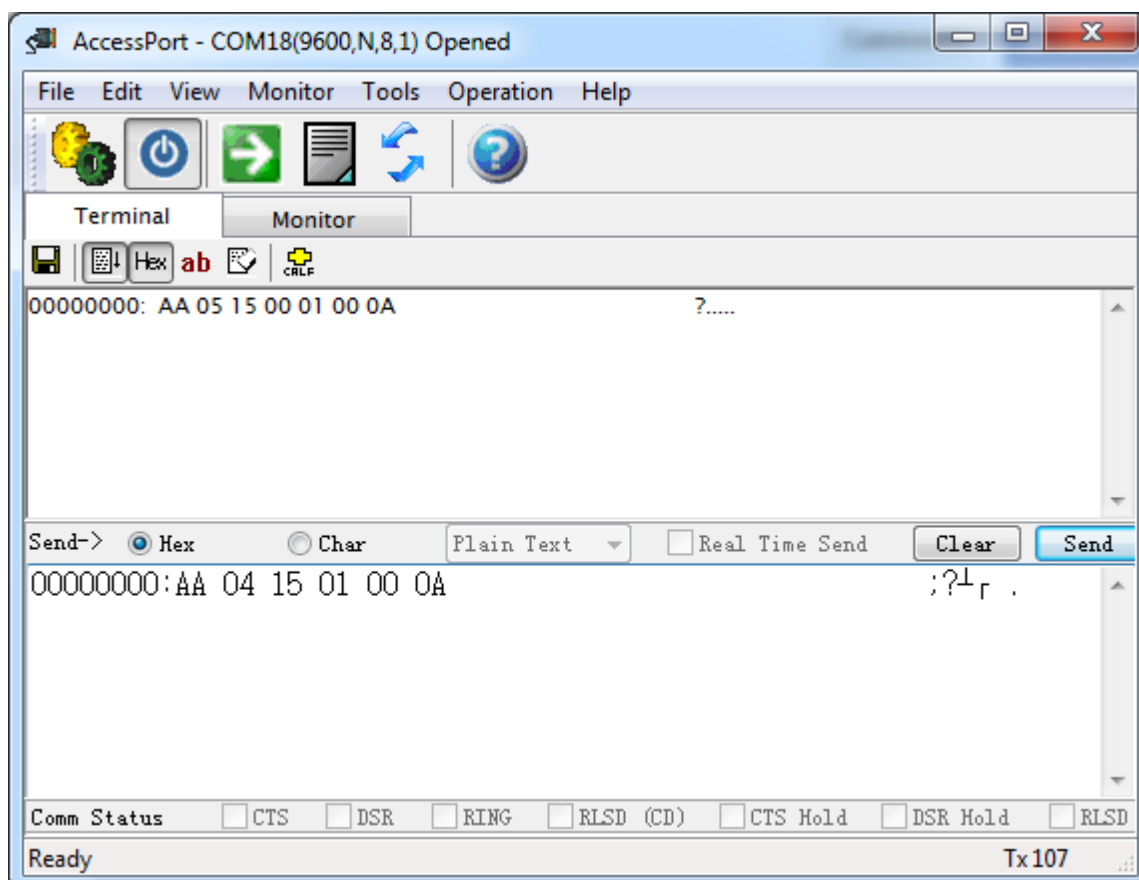 AccessPort - COM18(9600,N,8,1) Opened
File Edit View Monitor Tools Operation Help
Terminal Monitor
Hex ab CRLF
00000000: AA 05 15 00 01 00 0A ?.....
Send-> Hex Char Plain Text Real Time Send Clear Send
00000000:AA 04 15 01 00 0A ;?┴┌ .
Comm Status CTS DSR RING RLSD (CD) CTS Hold DSR Hold RLSD
Ready Tx 107